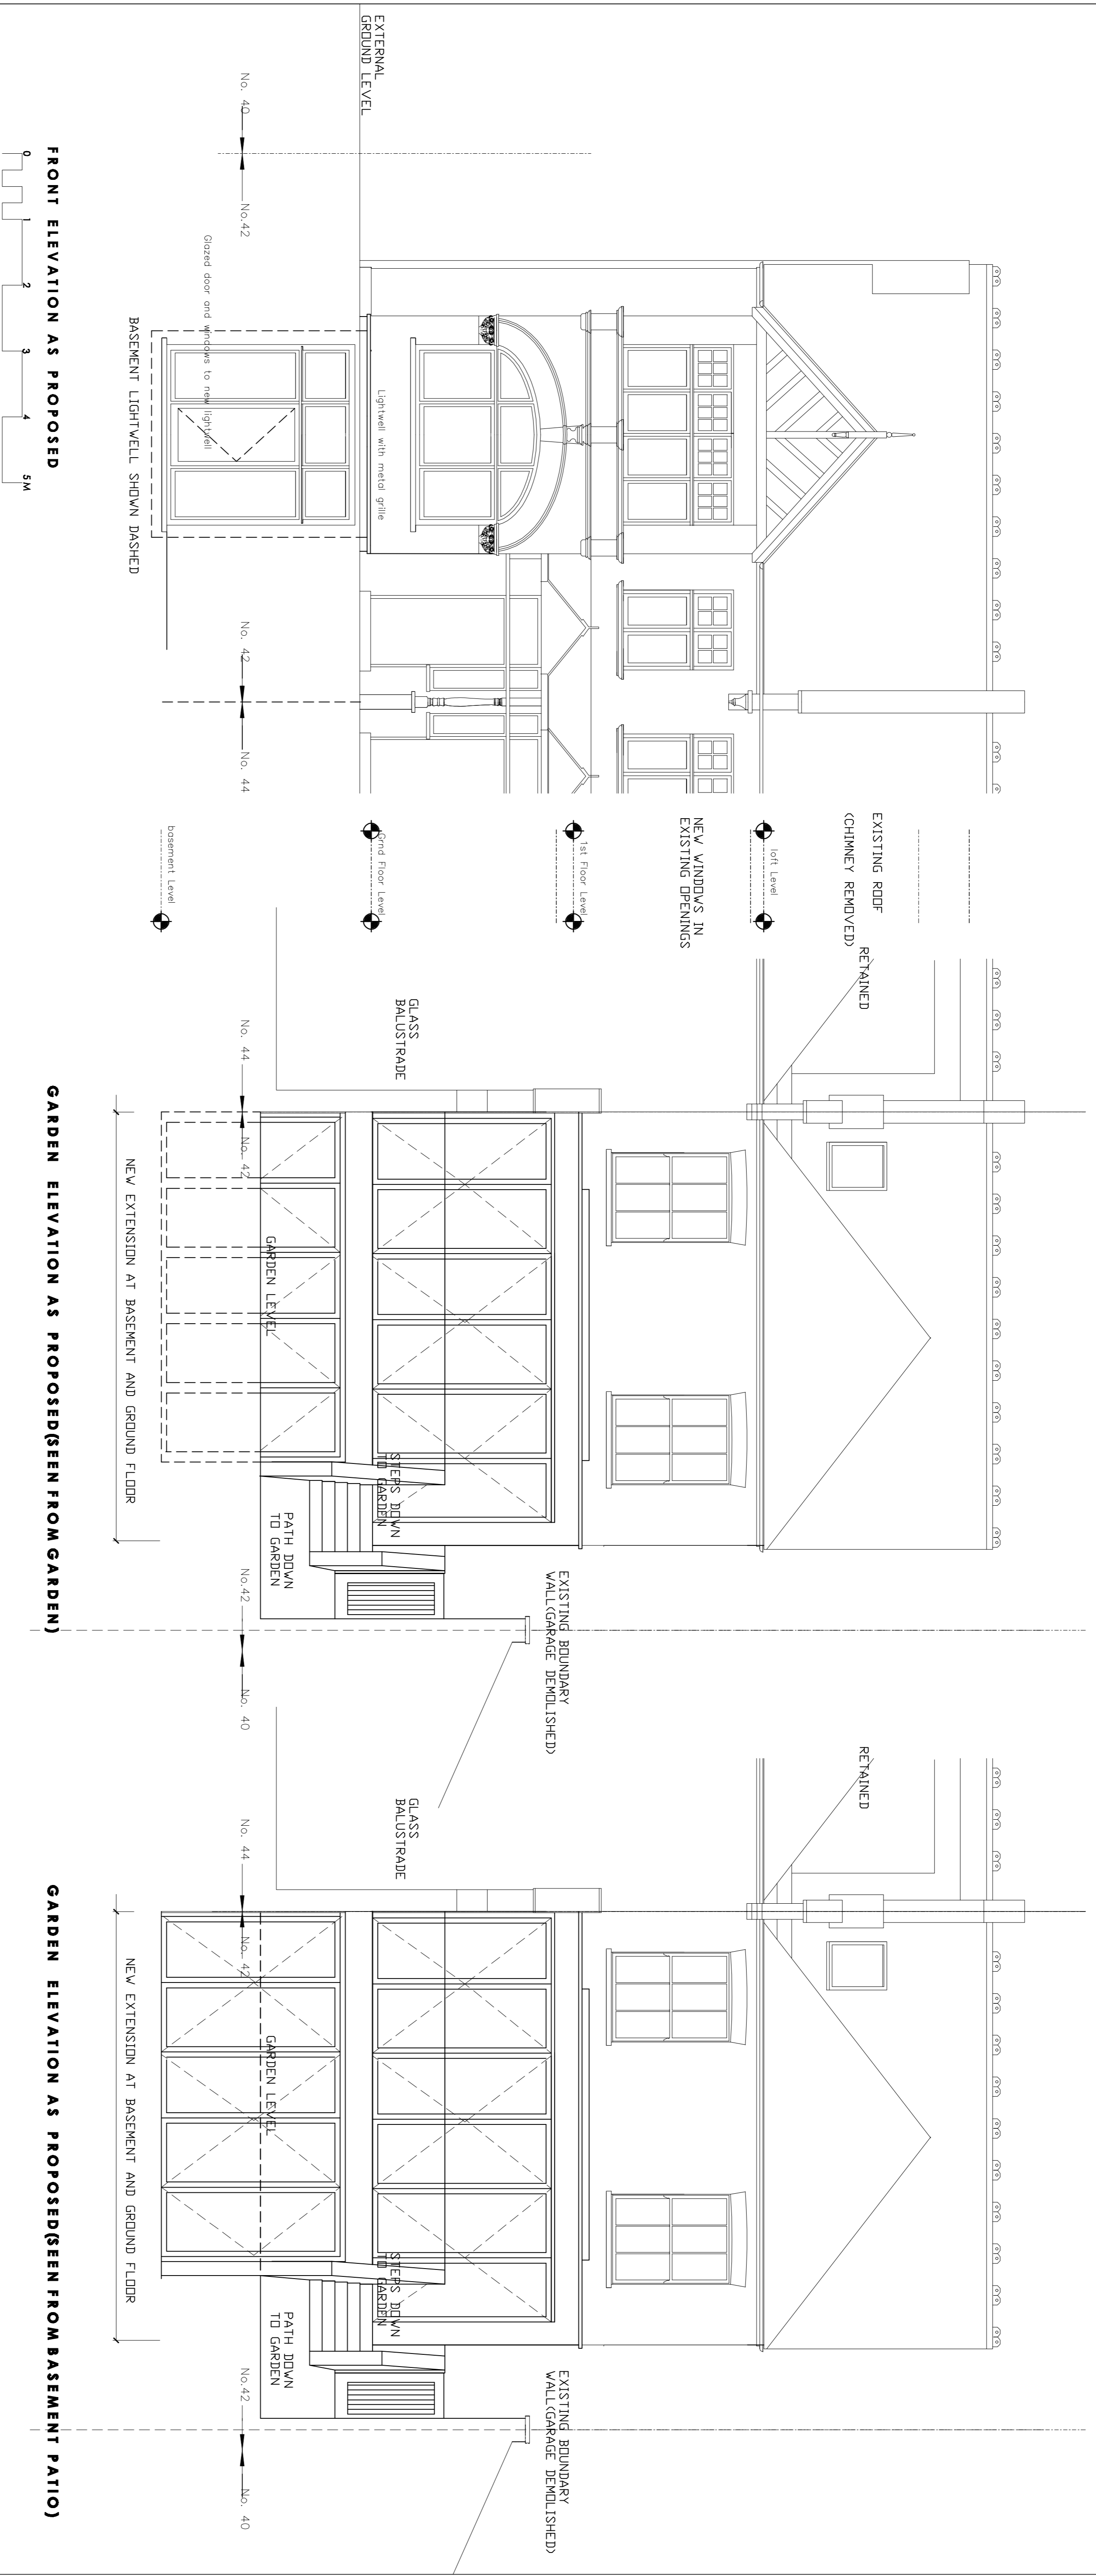 EXTERNAL
GROUND LEVEL
No. 40
No.42
Glazed door and windows to new lightwell
Lightwell with metal grille
BASEMENT LIGHTWELL SHOWN DASHED
No. 42
No. 44
FRONT ELEVATION AS PROPOSED
0 1 2 3 4 5M
EXISTING ROOF
(CHIMNEY REMOVED)
loft Level
NEW WINDOWS IN
EXISTING OPENINGS
1st Floor Level
Grnd Floor Level
basement Level
RETAINED
GLASS
BALUSTRADE
No. 44
No. 42
GARDEN LEVEL
STEPS DOWN
TO GARDEN
PATH DOWN
TO GARDEN
EXISTING BOUNDARY
WALL(GARAGE DEMOLISHED)
No.42
No. 40
NEW EXTENSION AT BASEMENT AND GROUND FLOOR
GARDEN ELEVATION AS PROPOSED(SEEN FROM GARDEN)
RETAINED
GLASS
BALUSTRADE
No. 44
No. 42
GARDEN LEVEL
STEPS DOWN
TO GARDEN
PATH DOWN
TO GARDEN
EXISTING BOUNDARY
WALL(GARAGE DEMOLISHED)
No.42
No. 40
NEW EXTENSION AT BASEMENT AND GROUND FLOOR
GARDEN ELEVATION AS PROPOSED(SEEN FROM BASEMENT PATIO)